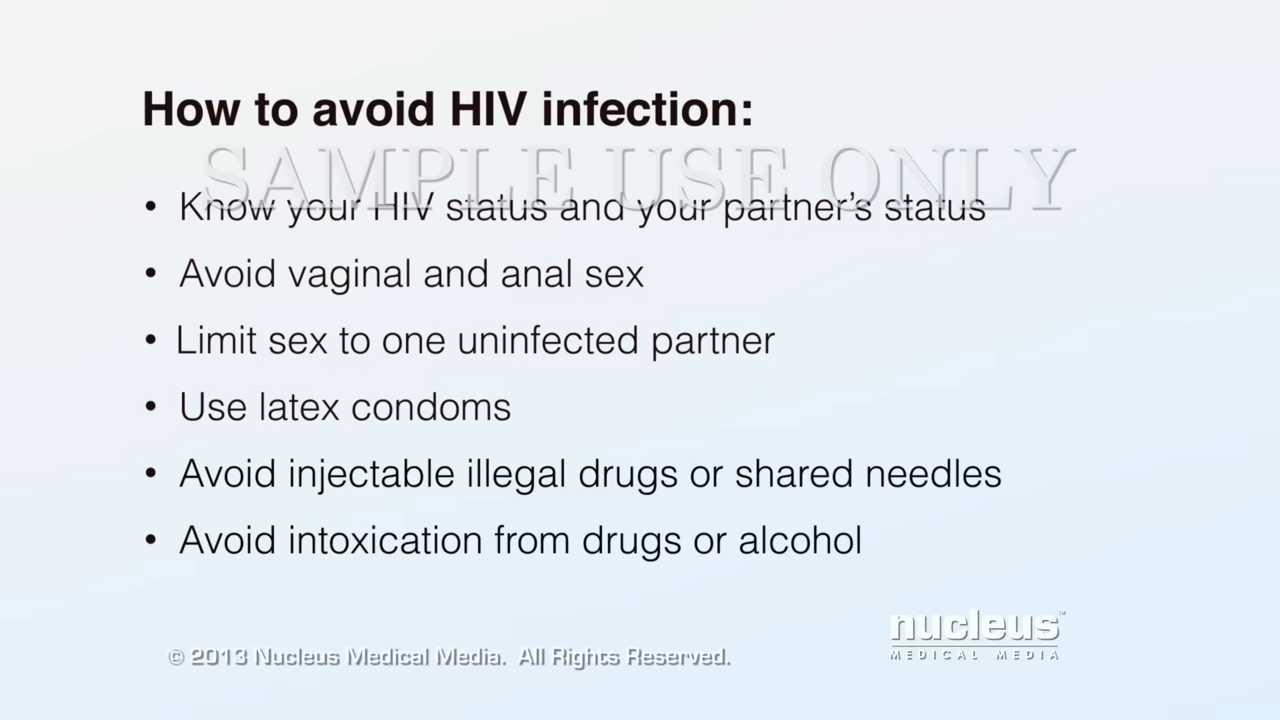 How to avoid HIV infection:
SAMPLE USE ONLY
• Know your HIV status and your partner's status
• Avoid vaginal and anal sex
• Limit sex to one uninfected partner
• Use latex condoms
• Avoid injectable illegal drugs or shared needles
• Avoid intoxication from drugs or alcohol
nucleus™
MEDICAL MEDIA
© 2013 Nucleus Medical Media. All Rights Reserved.